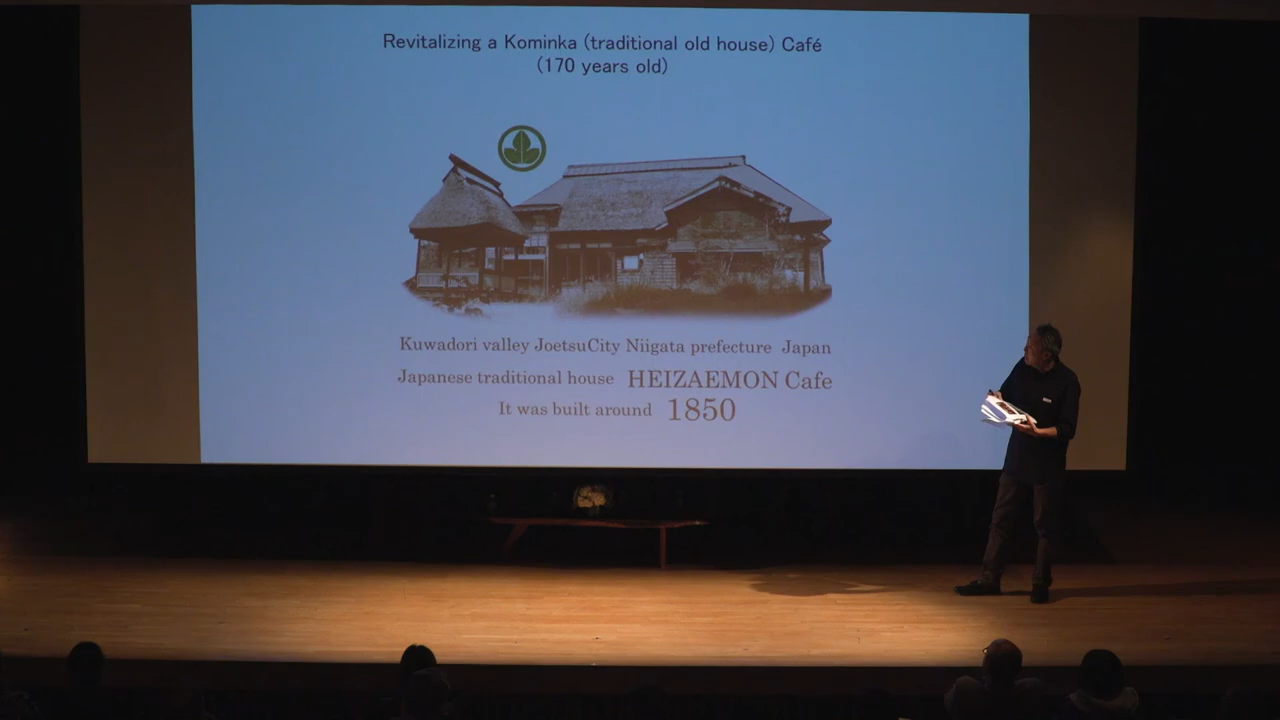 Revitalizing a Kominka (traditional old house) Café
(170 years old)
Kuwadori valley JoetsuCity Niigata prefecture Japan
Japanese traditional house HEIZAEMON Cafe
It was built around 1850